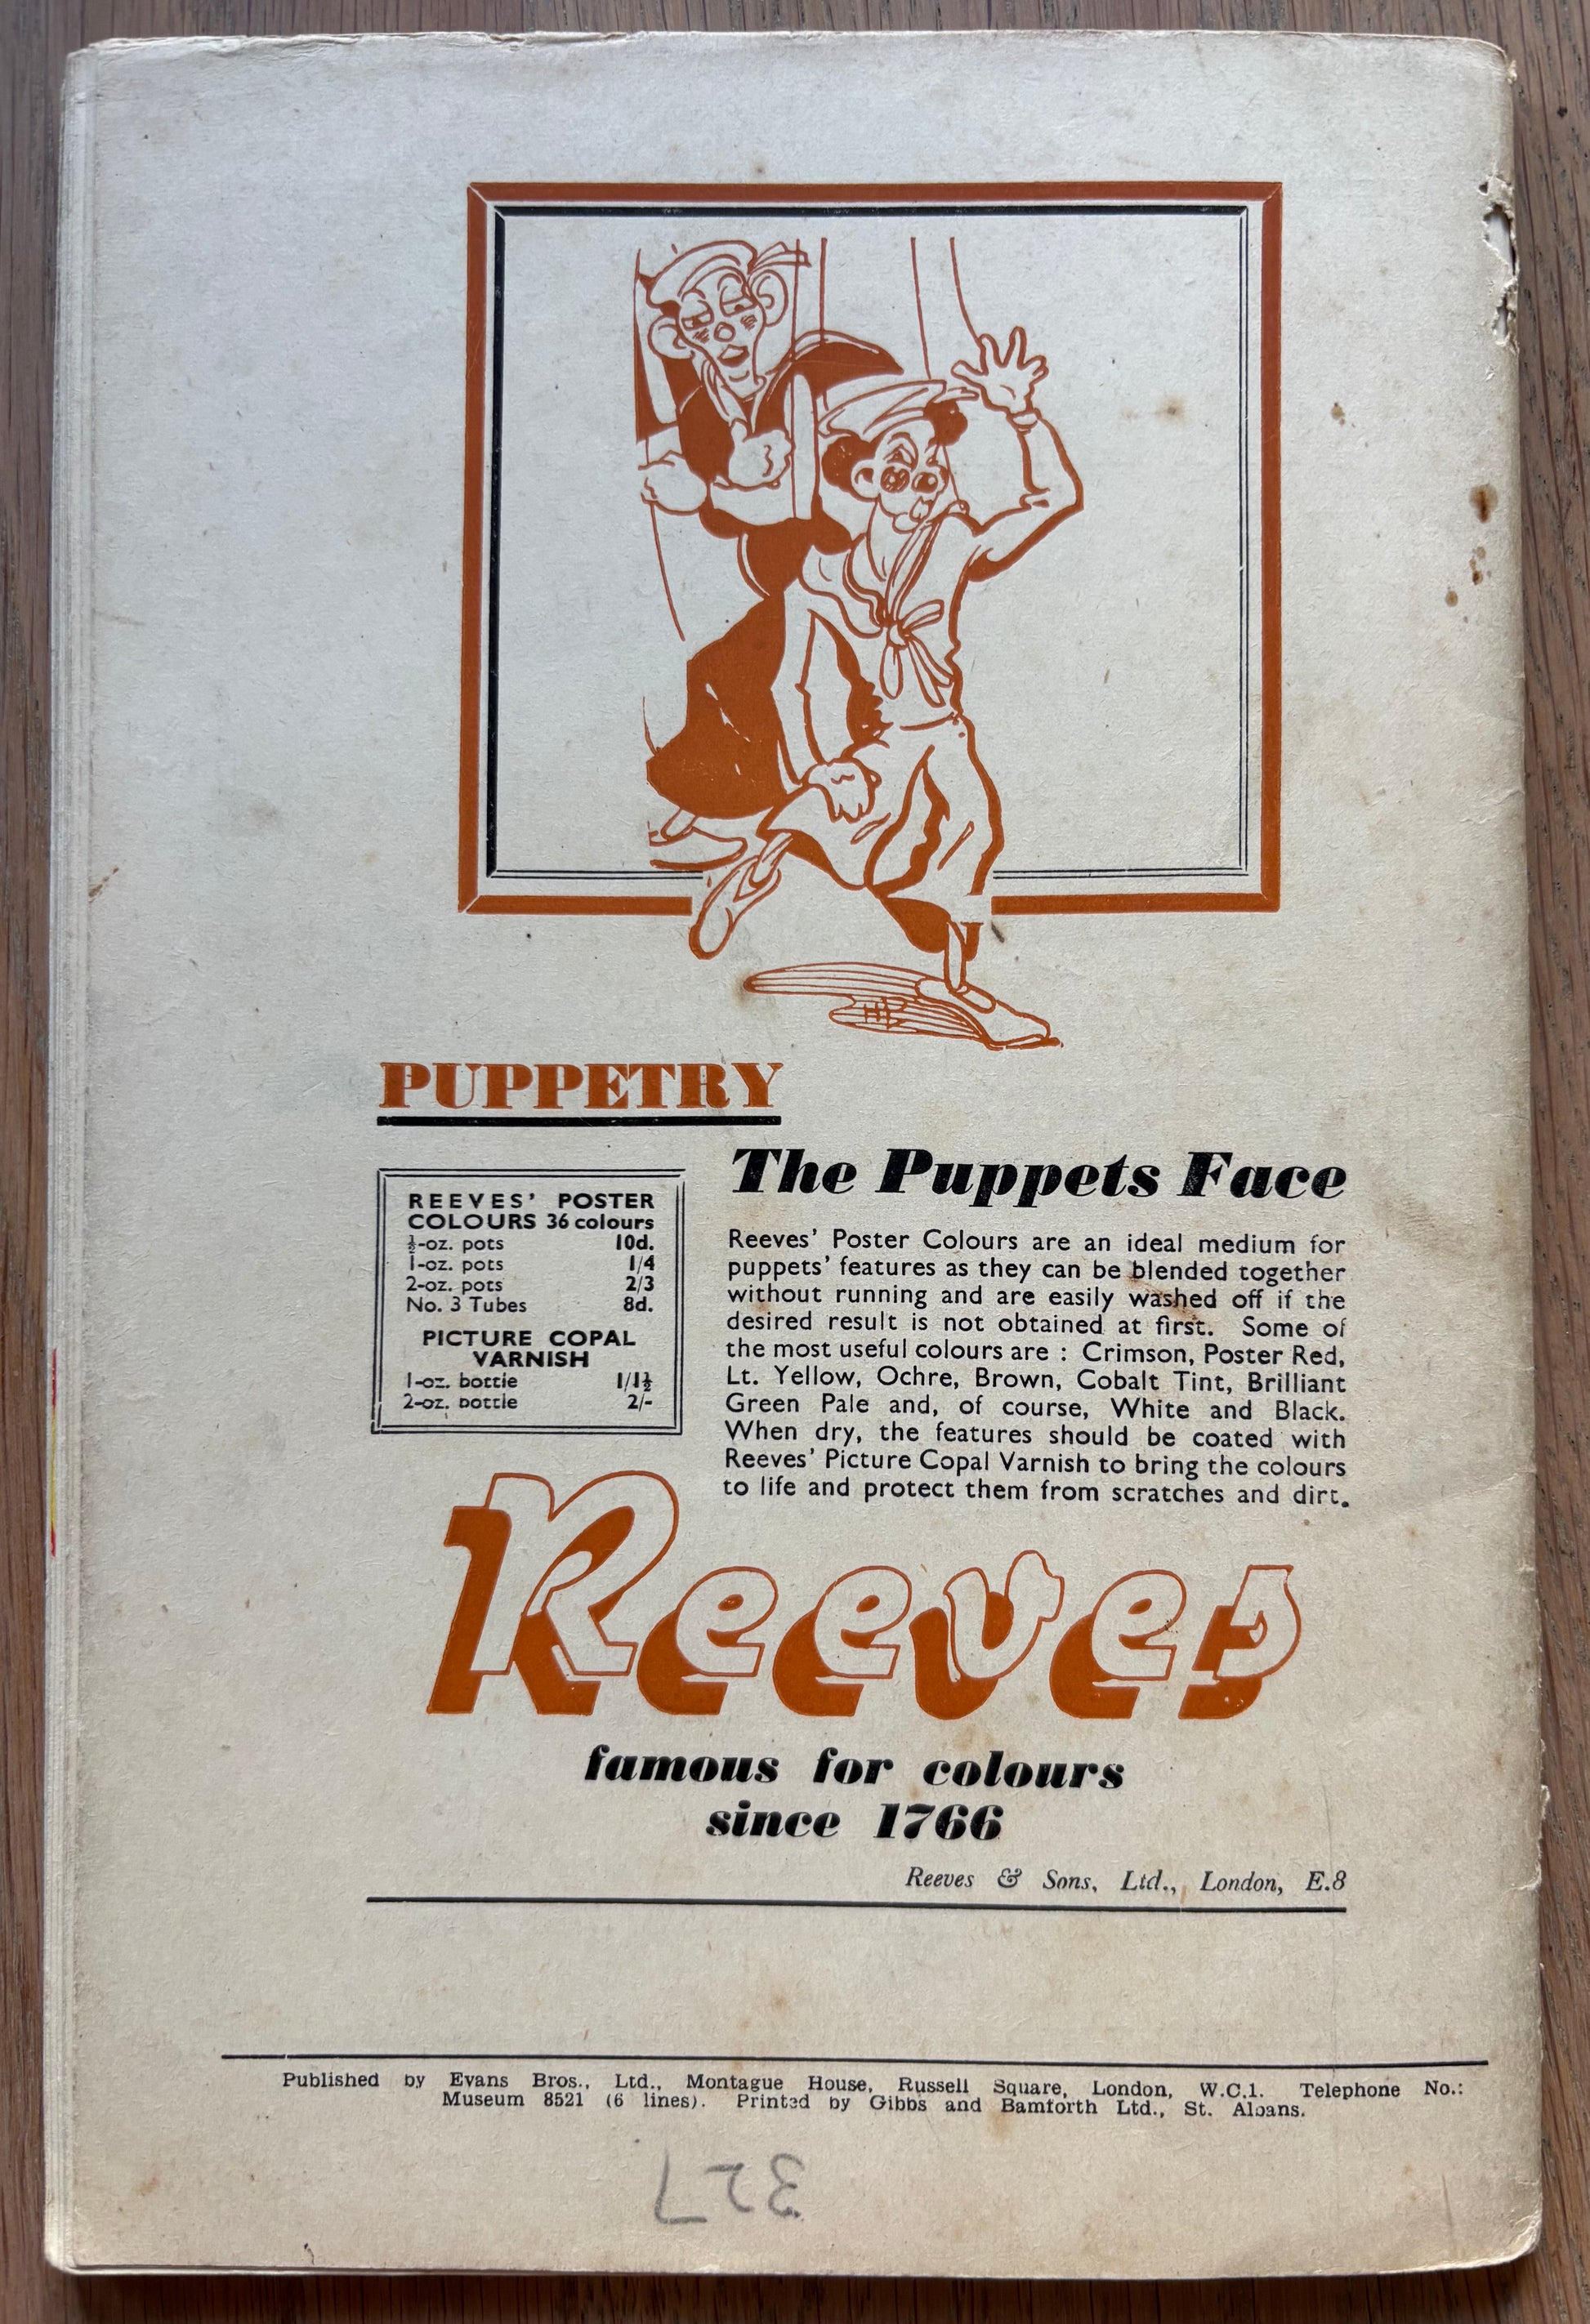 PUPPETRY
REEVES' POSTER
COLOURS 36 colours
½-oz. pots 10d.
1-oz. pots 1/4
2-oz. pots 2/3
No. 3 Tubes 8d.
PICTURE COPAL
VARNISH
1-oz. bottle 1/1½
2-oz. bottle 2/-
The Puppets Face
Reeves' Poster Colours are an ideal medium for
puppets' features as they can be blended together
without running and are easily washed off if the
desired result is not obtained at first. Some of
the most useful colours are : Crimson, Poster Red,
Lt. Yellow, Ochre, Brown, Cobalt Tint, Brilliant
Green Pale and, of course, White and Black.
When dry, the features should be coated with
Reeves' Picture Copal Varnish to bring the colours
to life and protect them from scratches and dirt.
Reeves
famous for colours
since 1766
Reeves & Sons, Ltd., London, E.8
Published by Evans Bros., Ltd., Montague House, Russell Square, London, W.C.1. Telephone No.:
Museum 8521 (6 lines). Printed by Gibbs and Bamforth Ltd., St. Albans.
327